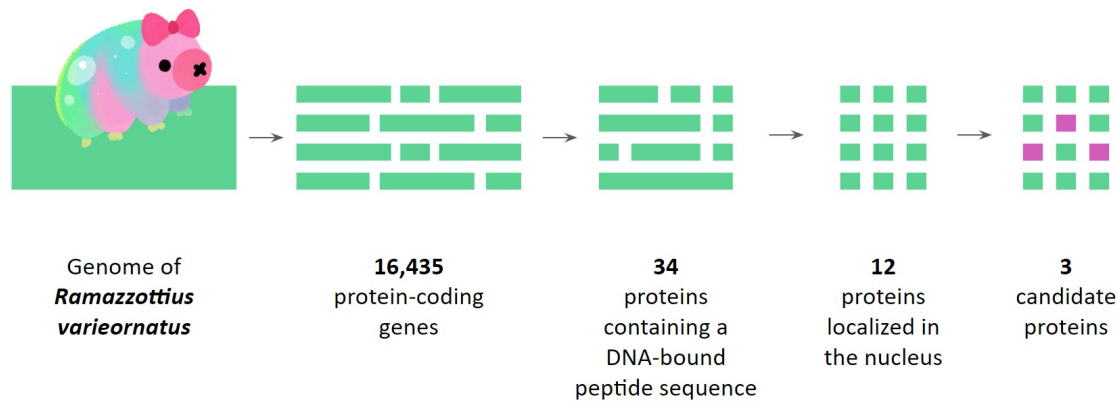 Genome of
Ramazzottius
varieornatus
16,435
protein-coding
genes
34
proteins
containing a
DNA-bound
peptide sequence
12
proteins
localized in
the nucleus
3
candidate
proteins